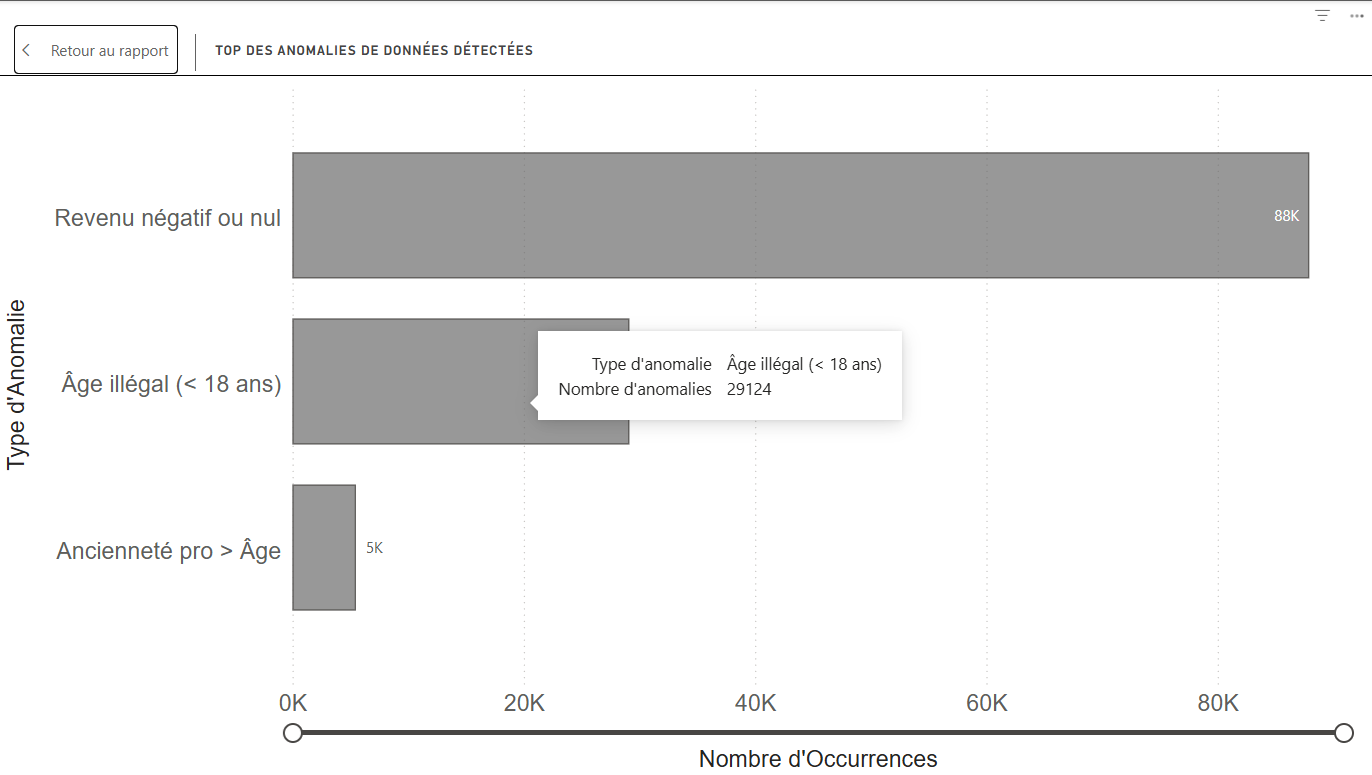 Retour au rapport
TOP DES ANOMALIES DE DONNÉES DÉTECTÉES
Type d'Anomalie
Revenu négatif ou nul
88K
Âge illégal (< 18 ans)
Type d'anomalie Âge illégal (< 18 ans)
Nombre d'anomalies 29124
Ancienneté pro > Âge
5K
0K 20K 40K 60K 80K
Nombre d'Occurrences